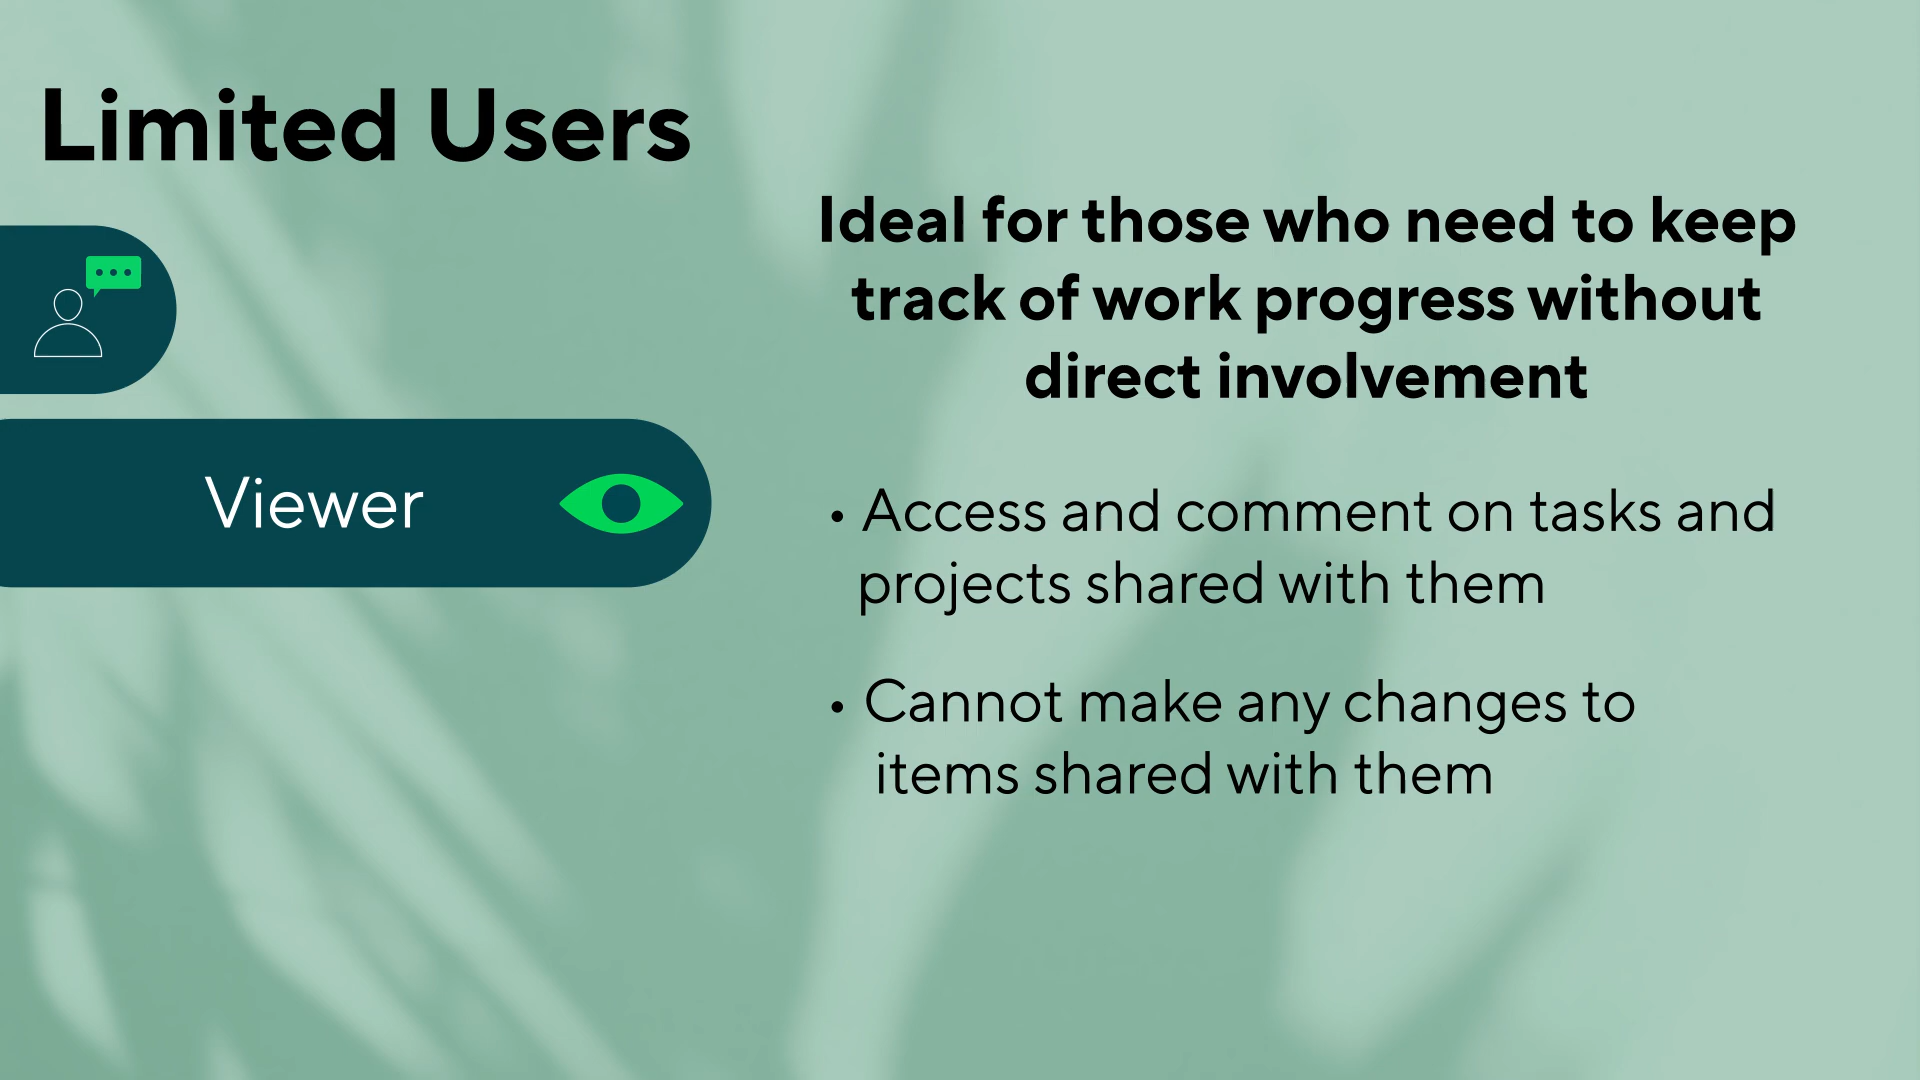 Limited Users
Viewer
Ideal for those who need to keep
track of work progress without
direct involvement
• Access and comment on tasks and
projects shared with them
• Cannot make any changes to
items shared with them